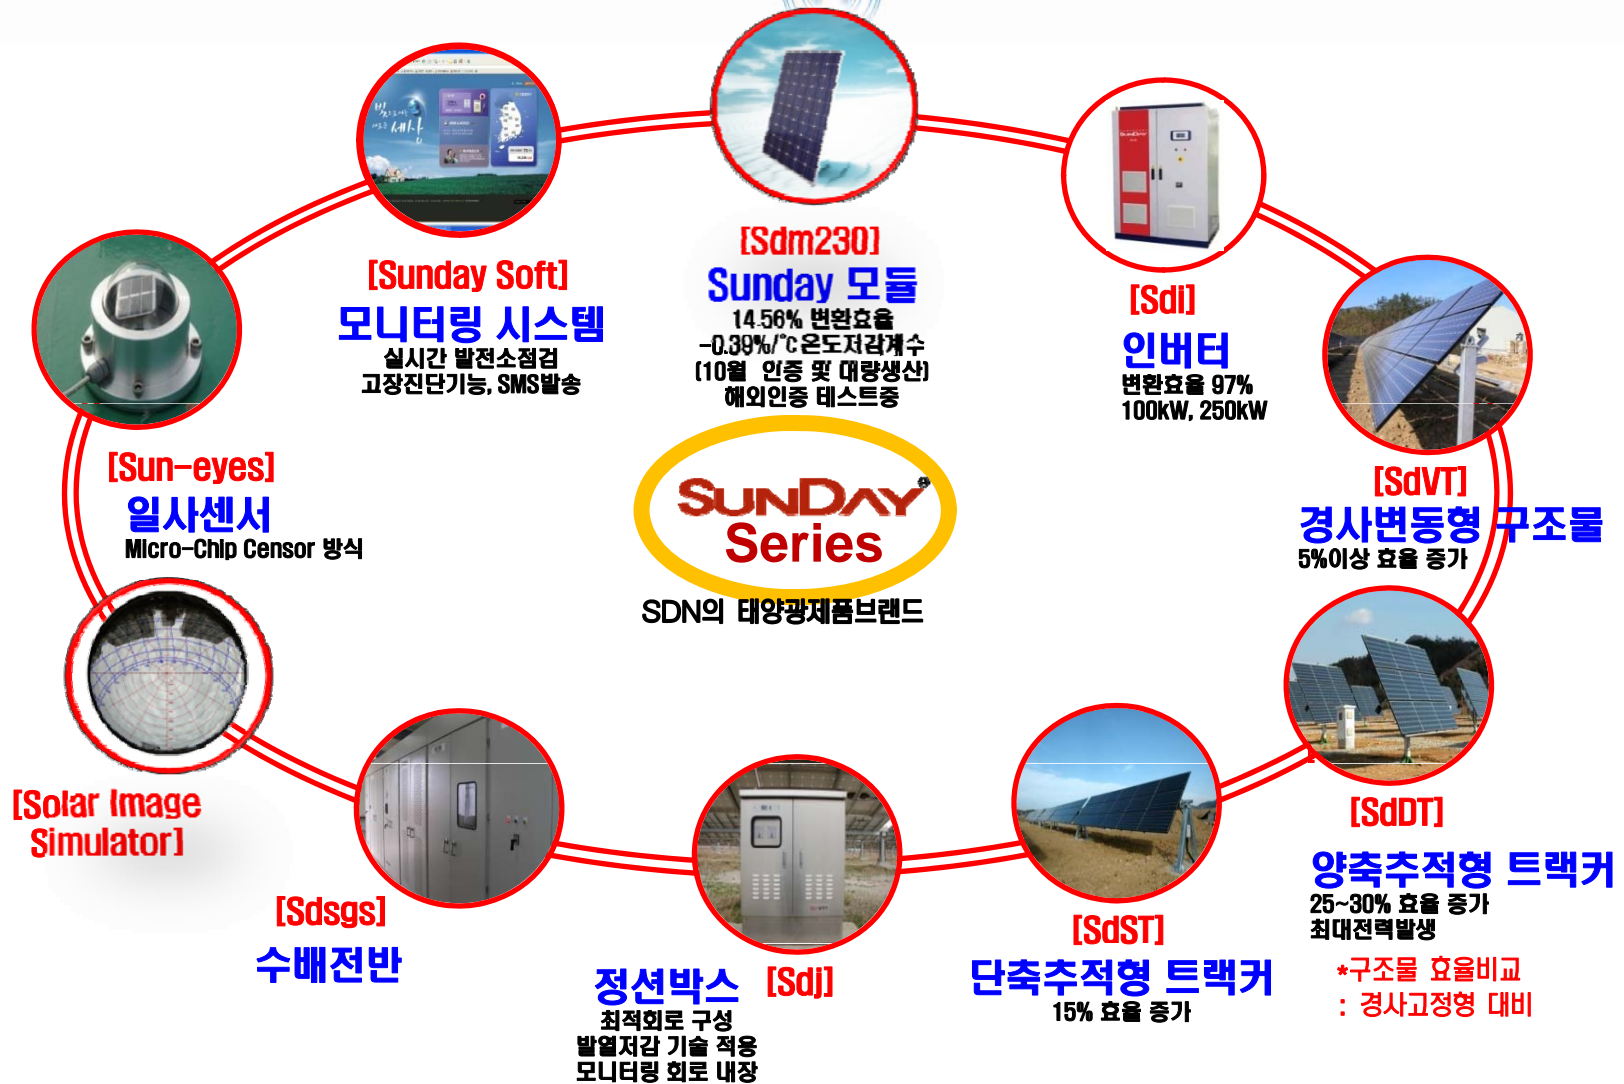 [Sdm230]
Sunday 모듈
14.56% 변환효율
-0.39%/℃ 온도저감계수
(10월 인증 및 대량생산)
해외인증 테스트중
[Sdi]
인버터
변환효율 97%
100kW, 250kW
[SdVT]
경사변동형 구조물
5%이상 효율 증가
[SdDT]
양축추적형 트랙커
25~30% 효율 증가
최대전력발생
*구조물 효율비교
: 경사고정형 대비
[SdST]
단축추적형 트랙커
15% 효율 증가
[Sdj]
정션박스
최적회로 구성
발열저감 기술 적용
모니터링 회로 내장
[Sdsgs]
수배전반
[Solar Image
Simulator]
[Sun-eyes]
일사센서
Micro-Chip Censor 방식
[Sunday Soft]
모니터링 시스템
실시간 발전소점검
고장진단기능, SMS발송
SUNDAY
Series
SDN의 태양광제품브랜드
세상
SUNDAY